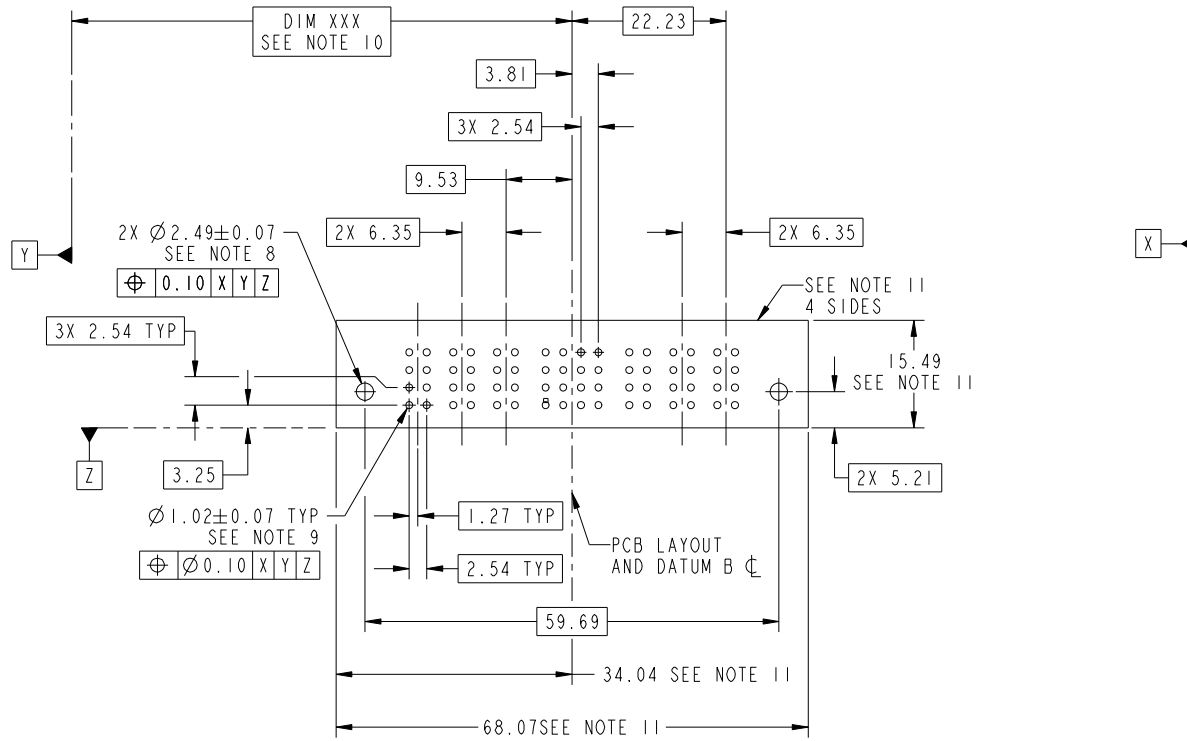 DIM XXX
SEE NOTE 10
22.23
3.81
3X 2.54
9.53
2X Ø2.49±0.07
SEE NOTE 8
2X 6.35
2X 6.35
Y
X
⌖ 0.10 X Y Z
SEE NOTE 11
4 SIDES
3X 2.54 TYP
15.49
SEE NOTE 11
B
Z
3.25
2X 5.21
Ø1.02±0.07 TYP
SEE NOTE 9
1.27 TYP
PCB LAYOUT
AND DATUM B ℄
⌖ Ø0.10 X Y Z
2.54 TYP
59.69
34.04 SEE NOTE 11
68.07SEE NOTE 11